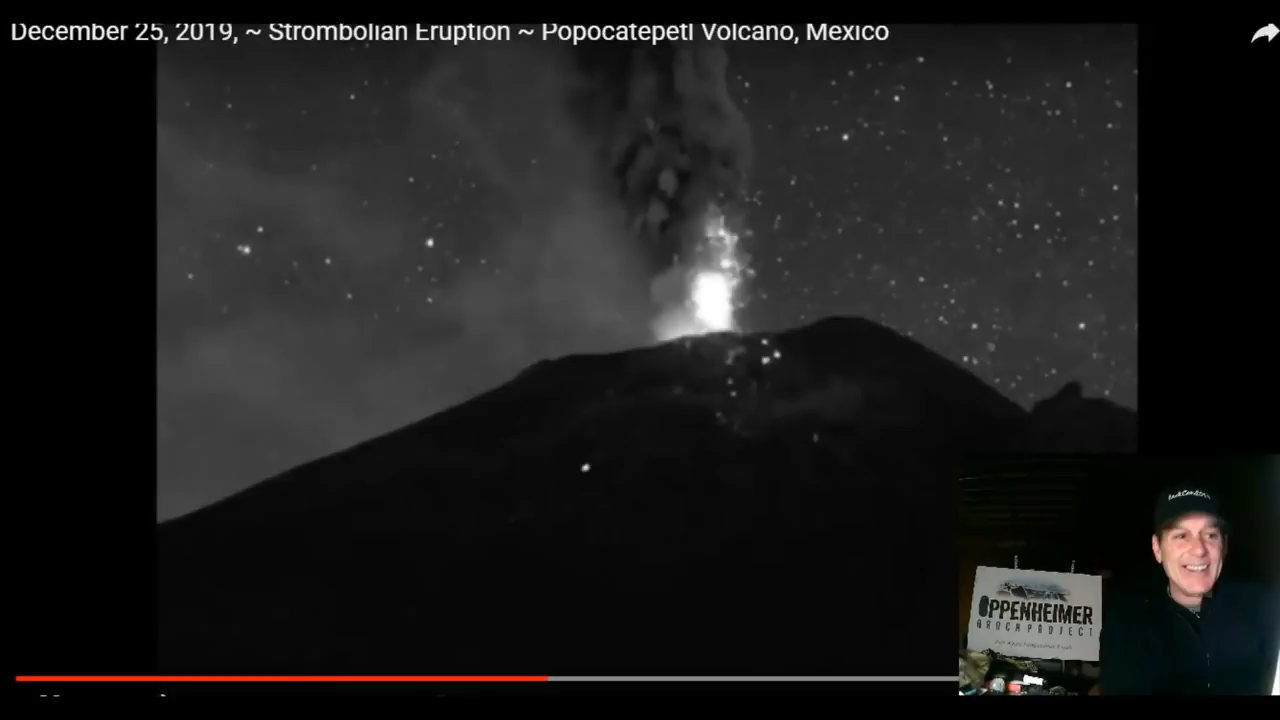 December 25, 2019, ~ Strombolian Eruption ~ Popocatepetl Volcano, Mexico
OPPENHEIMER
RANCH PROJECT